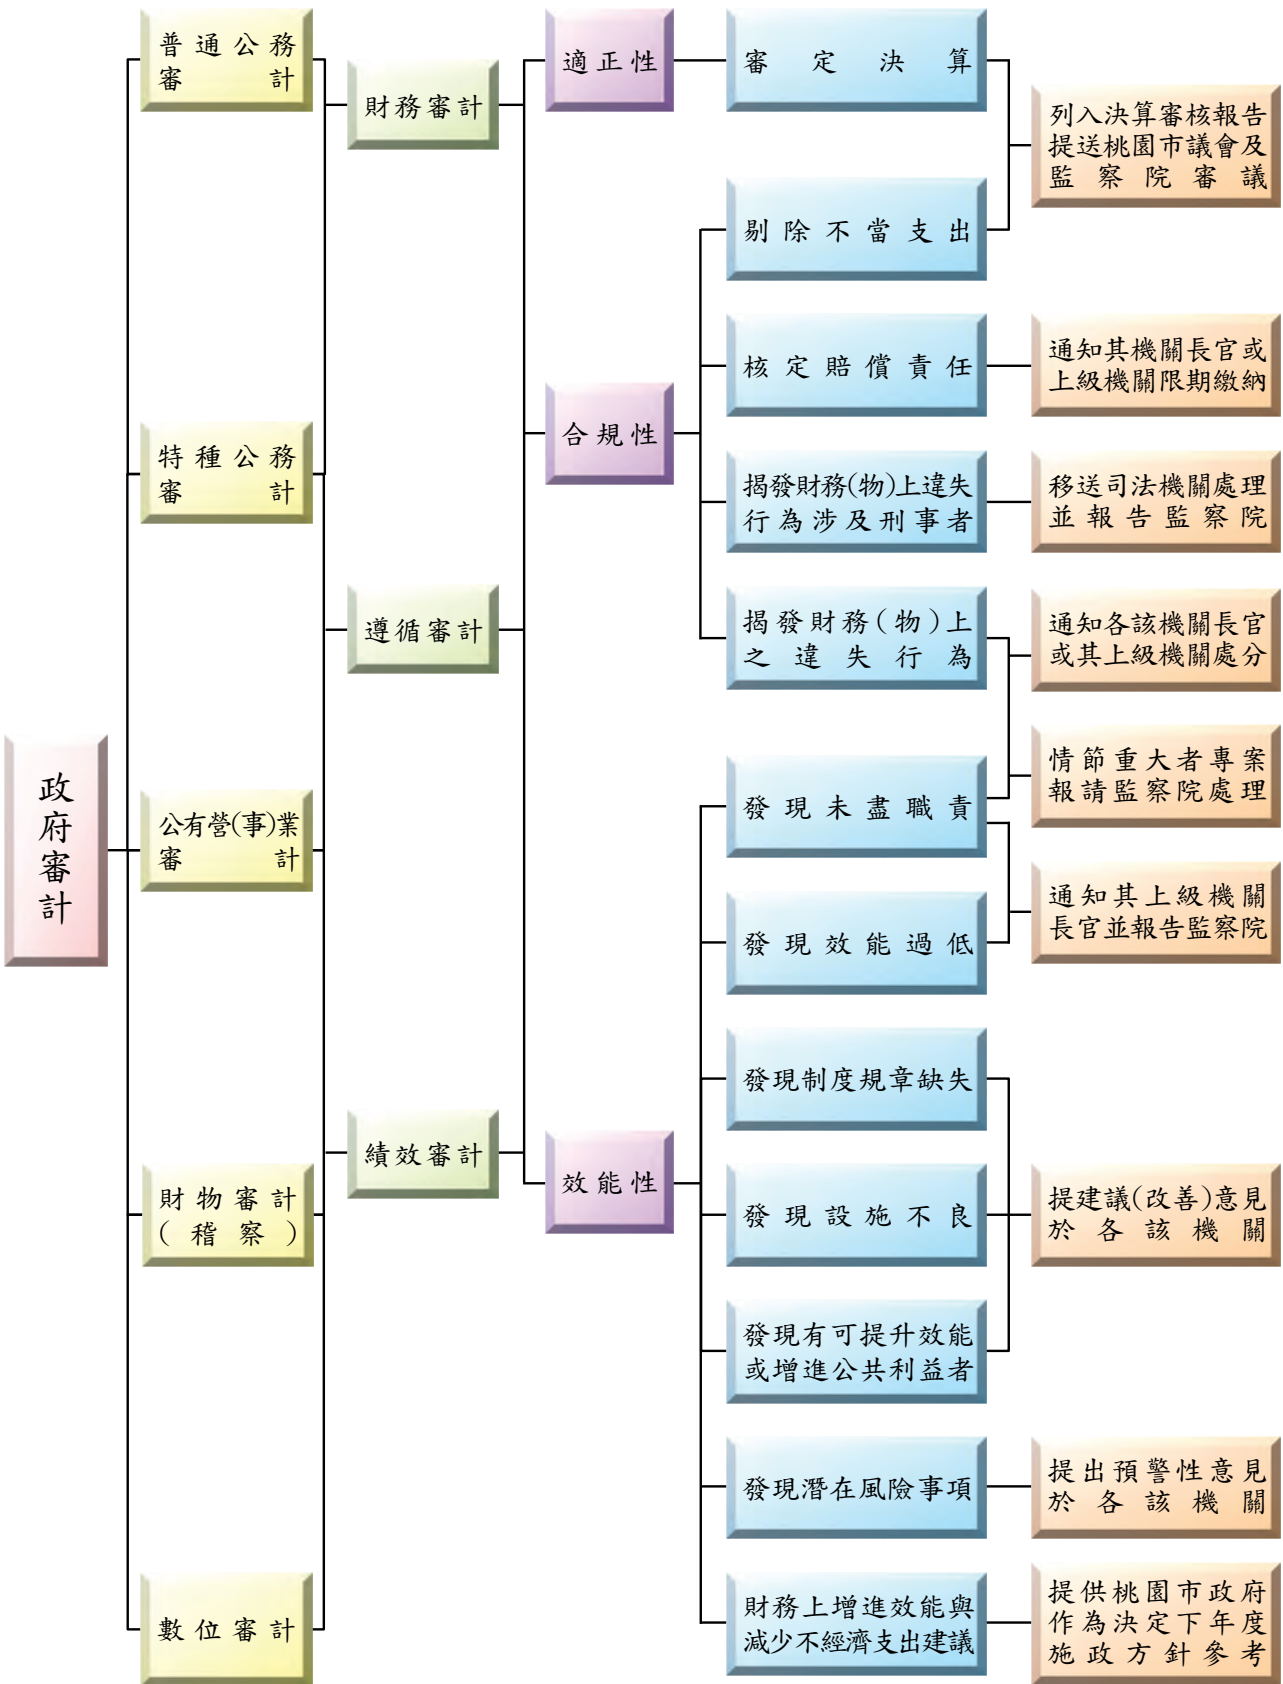 政府審計
普通公務
審計
特種公務
審計
公有營(事)業
審計
財物審計
(稽察)
數位審計
財務審計
遵循審計
績效審計
適正性
合規性
效能性
審定決算
剔除不當支出
核定賠償責任
揭發財務(物)上違失
行為涉及刑事者
揭發財務(物)上
之違失行為
發現未盡職責
發現效能過低
發現制度規章缺失
發現設施不良
發現有可提升效能
或增進公共利益者
發現潛在風險事項
財務上增進效能與
減少不經濟支出建議
列入決算審核報告
提送桃園市議會及
監察院審議
通知其機關長官或
上級機關限期繳納
移送司法機關處理
並報告監察院
通知各該機關長官
或其上級機關處分
情節重大者專案
報請監察院處理
通知其上級機關
長官並報告監察院
提建議(改善)意見
於各該機關
提出預警性意見
於各該機關
提供桃園市政府
作為決定下年度
施政方針參考